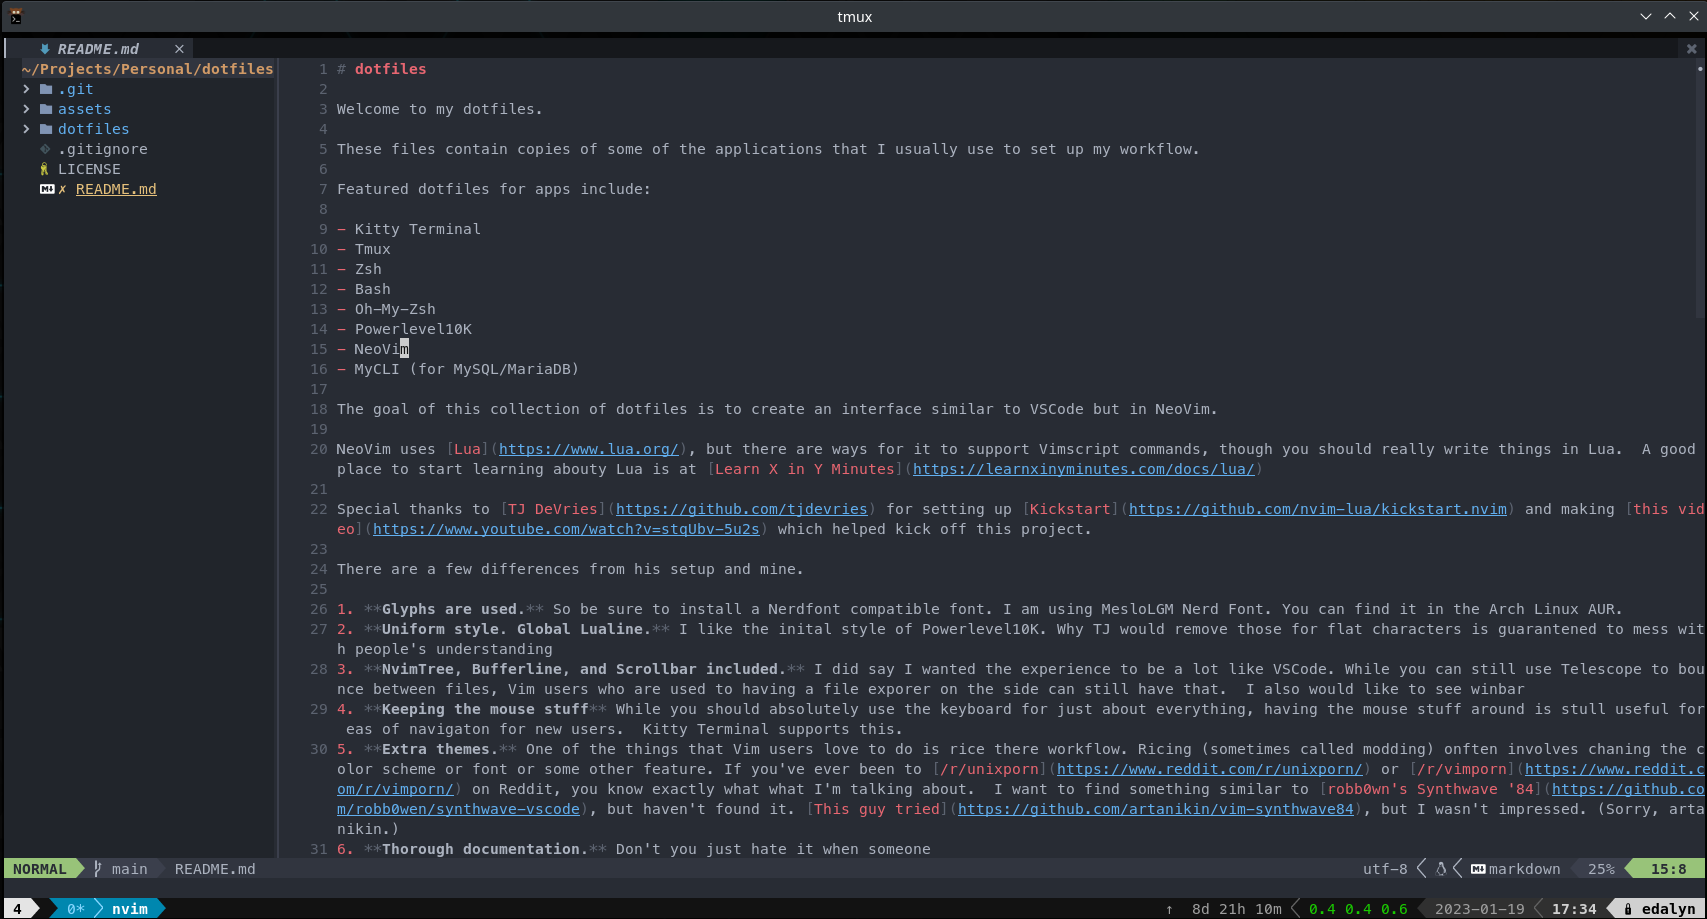 tmux
README.md
~/Projects/Personal/dotfiles
.git
assets
dotfiles
.gitignore
LICENSE
M↓ ✗ README.md
1 # dotfiles
2
3 Welcome to my dotfiles.
4
5 These files contain copies of some of the applications that I usually use to set up my workflow.
6
7 Featured dotfiles for apps include:
8
9 - Kitty Terminal
10 - Tmux
11 - Zsh
12 - Bash
13 - Oh-My-Zsh
14 - Powerlevel10K
15 - NeoVim
16 - MyCLI (for MySQL/MariaDB)
17
18 The goal of this collection of dotfiles is to create an interface similar to VSCode but in NeoVim.
19
20 NeoVim uses [Lua](https://www.lua.org/), but there are ways for it to support Vimscript commands, though you should really write things in Lua.  A good
place to start learning abouty Lua is at [Learn X in Y Minutes](https://learnxinyminutes.com/docs/lua/)
21
22 Special thanks to [TJ DeVries](https://github.com/tjdevries) for setting up [Kickstart](https://github.com/nvim-lua/kickstart.nvim) and making [this vid
eo](https://www.youtube.com/watch?v=stqUbv-5u2s) which helped kick off this project.
23
24 There are a few differences from his setup and mine.
25
26 1. **Glyphs are used.** So be sure to install a Nerdfont compatible font. I am using MesloLGM Nerd Font. You can find it in the Arch Linux AUR.
27 2. **Uniform style. Global Lualine.** I like the inital style of Powerlevel10K. Why TJ would remove those for flat characters is guarantened to mess wit
h people's understanding
28 3. **NvimTree, Bufferline, and Scrollbar included.** I did say I wanted the experience to be a lot like VSCode. While you can still use Telescope to bou
nce between files, Vim users who are used to having a file exporer on the side can still have that.  I also would like to see winbar
29 4. **Keeping the mouse stuff** While you should absolutely use the keyboard for just about everything, having the mouse stuff around is stull useful for
eas of navigaton for new users.  Kitty Terminal supports this.
30 5. **Extra themes.** One of the things that Vim users love to do is rice there workflow. Ricing (sometimes called modding) onften involves chaning the c
olor scheme or font or some other feature. If you've ever been to [/r/unixporn](https://www.reddit.com/r/unixporn/) or [/r/vimporn](https://www.reddit.c
om/r/vimporn/) on Reddit, you know exactly what what I'm talking about.  I want to find something similar to [robb0wn's Synthwave '84](https://github.co
m/robb0wen/synthwave-vscode), but haven't found it. [This guy tried](https://github.com/artanikin/vim-synthwave84), but I wasn't impressed. (Sorry, arta
nikin.)
31 6. **Thorough documentation.** Don't you just hate it when someone
NORMAL main README.md utf-8 M↓ markdown 25% 15:8
4 0* nvim ↑ 8d 21h 10m 0.4 0.4 0.6 2023-01-19 17:34 edalyn